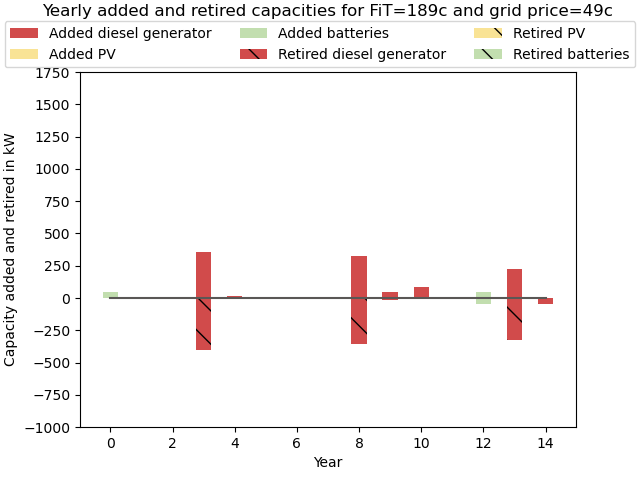 Yearly added and retired capacities for FiT=189c and grid price=49c
Added diesel generator
Added PV
Added batteries
Retired diesel generator
Retired PV
Retired batteries
Capacity added and retired in kW
1750
1500
1250
1000
750
500
250
0
−250
−500
−750
−1000
0 2 4 6 8 10 12 14
Year